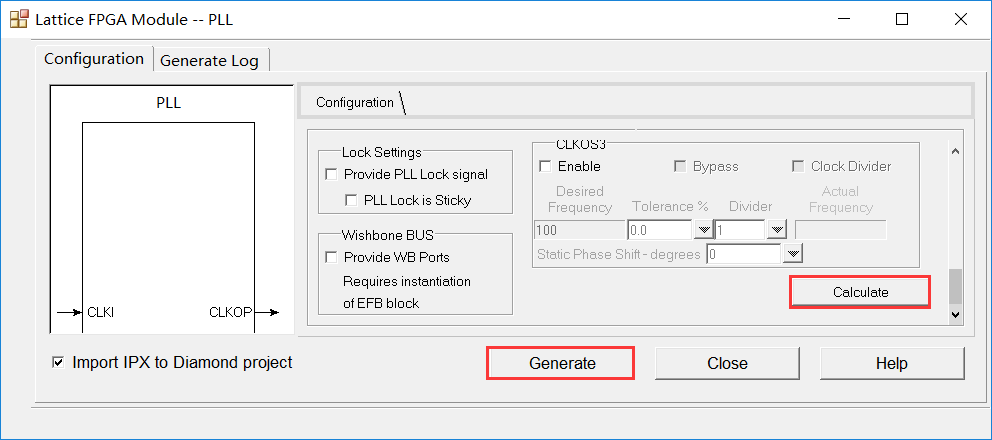 Lattice FPGA Module -- PLL
Configuration
Generate Log
PLL
CLKI
CLKOP
Configuration
Lock Settings
Provide PLL Lock signal
PLL Lock is Sticky
Wishbone BUS
Provide WB Ports
Requires instantiation
of EFB block
CLKOS3
Enable
Bypass
Clock Divider
Desired
Frequency
Tolerance %
Divider
Actual
Frequency
100
0.0
1
Static Phase Shift - degrees
0
Calculate
Import IPX to Diamond project
Generate
Close
Help